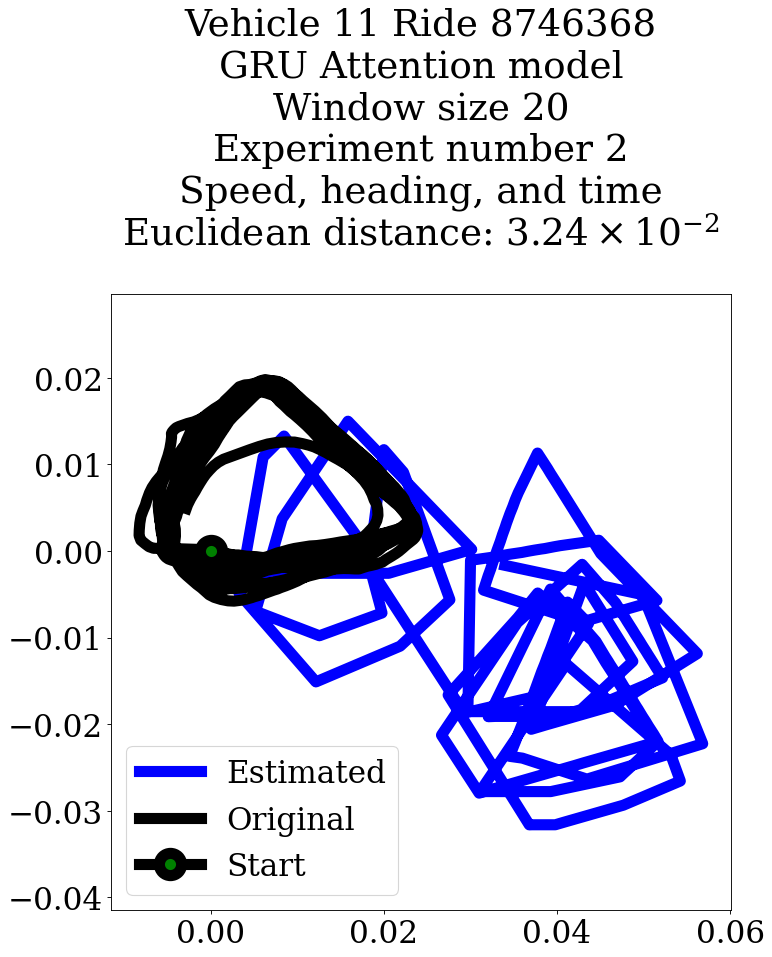 Vehicle 11 Ride 8746368
GRU Attention model
Window size 20
Experiment number 2
Speed, heading, and time
Euclidean distance: 3.24 × 10⁻²
0.02
0.01
0.00
−0.01
−0.02
−0.03
−0.04
Estimated
Original
Start
0.00 0.02 0.04 0.06